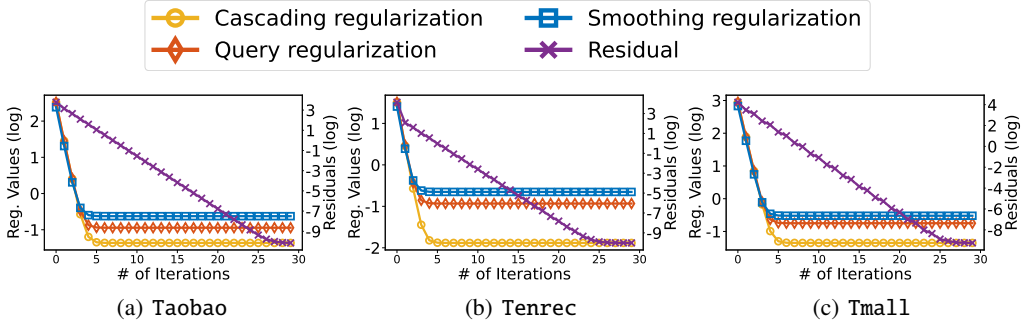 Cascading regularization
Smoothing regularization
Query regularization
Residual
Reg. Values (log)
2
1
0
-1
3
1
-1
-3
-5
-7
-9
Residuals (log)
0 5 10 15 20 25 30
# of Iterations
(a) Taobao
Reg. Values (log)
1
0
-1
-2
3
1
-1
-3
-5
-7
-9
Residuals (log)
0 5 10 15 20 25 30
# of Iterations
(b) Tenrec
Reg. Values (log)
3
2
1
0
-1
4
2
0
-2
-4
-6
-8
Residuals (log)
0 5 10 15 20 25 30
# of Iterations
(c) Tmall